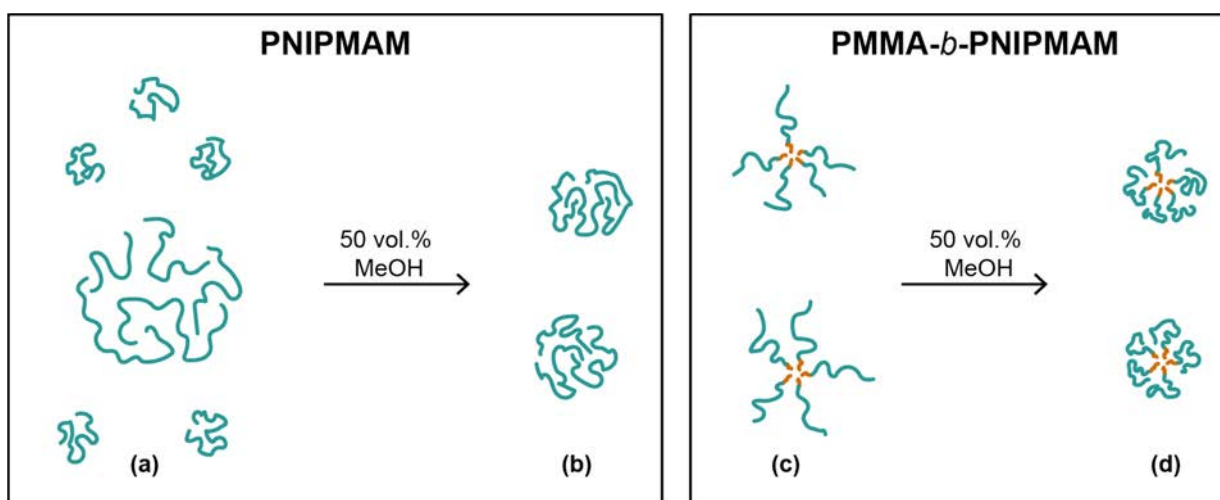 PNIPMAM
50 vol.%
MeOH
(a)
(b)
PMMA-b-PNIPMAM
50 vol.%
MeOH
(c)
(d)